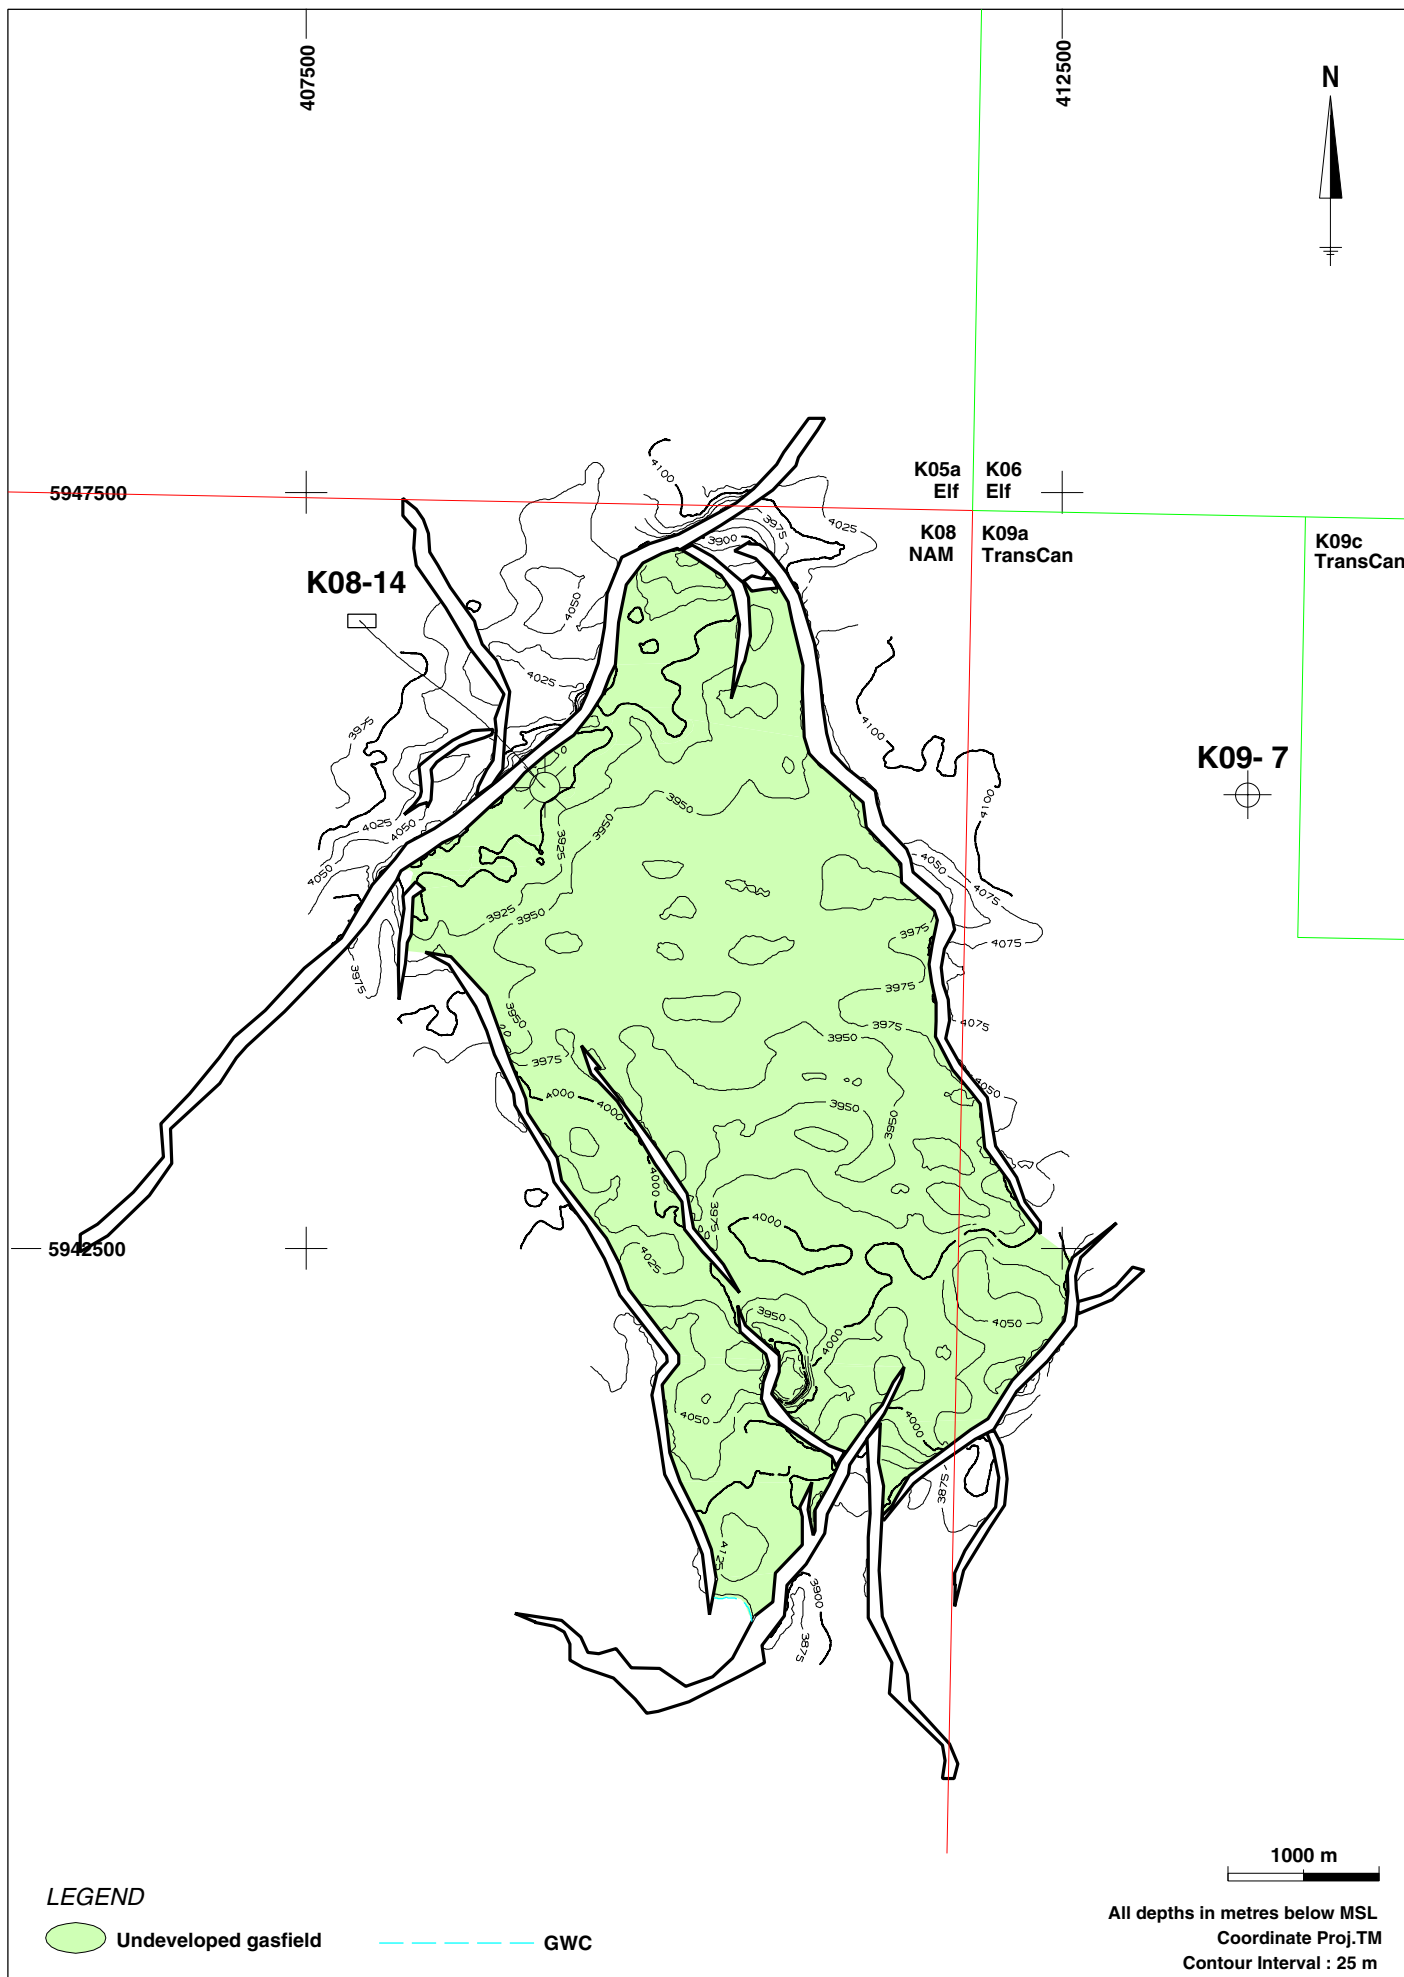 407500
412500
N
4100
K05a
Elf
K06
Elf
5947500
3975
4025
3900
K08
NAM
K09a
TransCan
K09c
TransCan
K08-14
4050
4025
3975
4100
K09- 7
3950
3950
4100
4025
4050
3925
4050
4050
4075
3925
3950
3975
4075
3975
3975
3950
3975
4075
3950
3975
4050
4000
4000
3950
3950
4000
3975
4000
5942500
4025
3950
4050
4000
4050
4000
3875
4125
3900
3875
1000 m
LEGEND
Undeveloped gasfield
GWC
All depths in metres below MSL
Coordinate Proj.TM
Contour Interval : 25 m